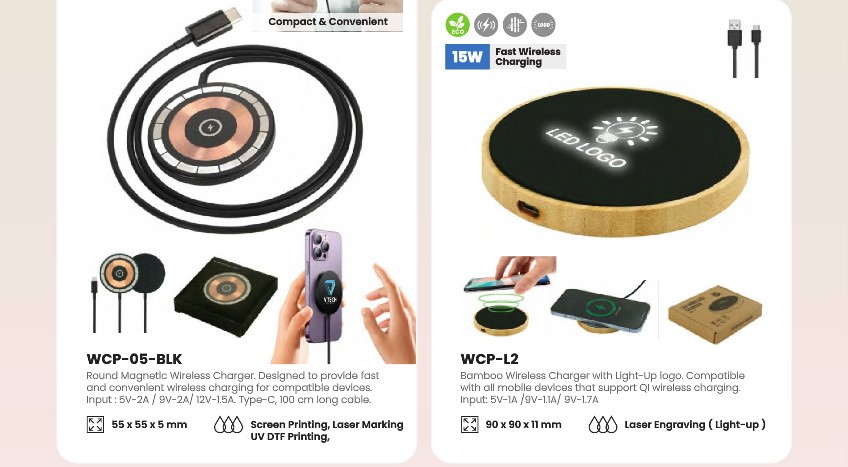 Compact & Convenient
VTECH
WCP-05-BLK
Round Magnetic Wireless Charger. Designed to provide fast
and convenient wireless charging for compatible devices.
Input : 5V-2A / 9V-2A/ 12V-1.5A. Type-C, 100 cm long cable.
55 x 55 x 5 mm
Screen Printing, Laser Marking
UV DTF Printing,
ECO
LOGO
15W
Fast Wireless
Charging
LED LOGO
WCP-L2
Bamboo Wireless Charger with Light-Up logo. Compatible
with all mobile devices that support QI wireless charging.
Input: 5V-1A /9V-1.1A/ 9V-1.7A
90 x 90 x 11 mm
Laser Engraving ( Light-up )